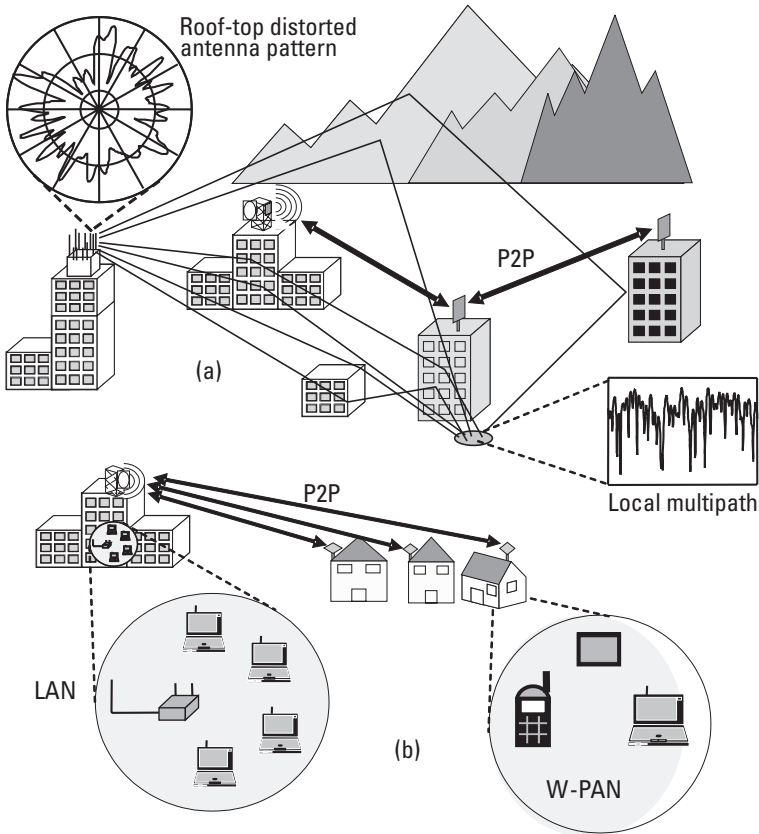 Roof-top distorted
antenna pattern
P2P
(a)
Local multipath
P2P
LAN
(b)
W-PAN